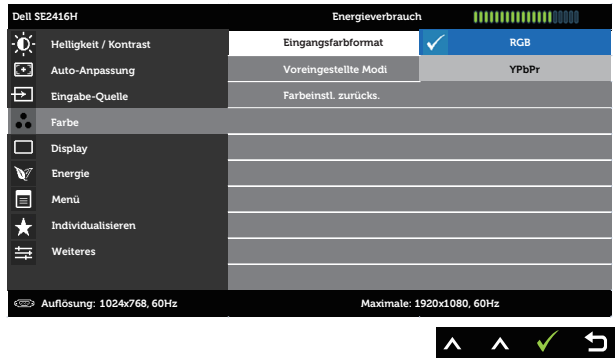 Dell SE2416H Energieverbrauch
Helligkeit / Kontrast Eingangsfarbformat RGB
Auto-Anpassung Voreingestellte Modi YPbPr
Eingabe-Quelle Farbeinstl. zurücks.
Farbe
Display
Energie
Menü
Individualisieren
Weiteres
Auflösung: 1024x768, 60Hz Maximale: 1920x1080, 60Hz